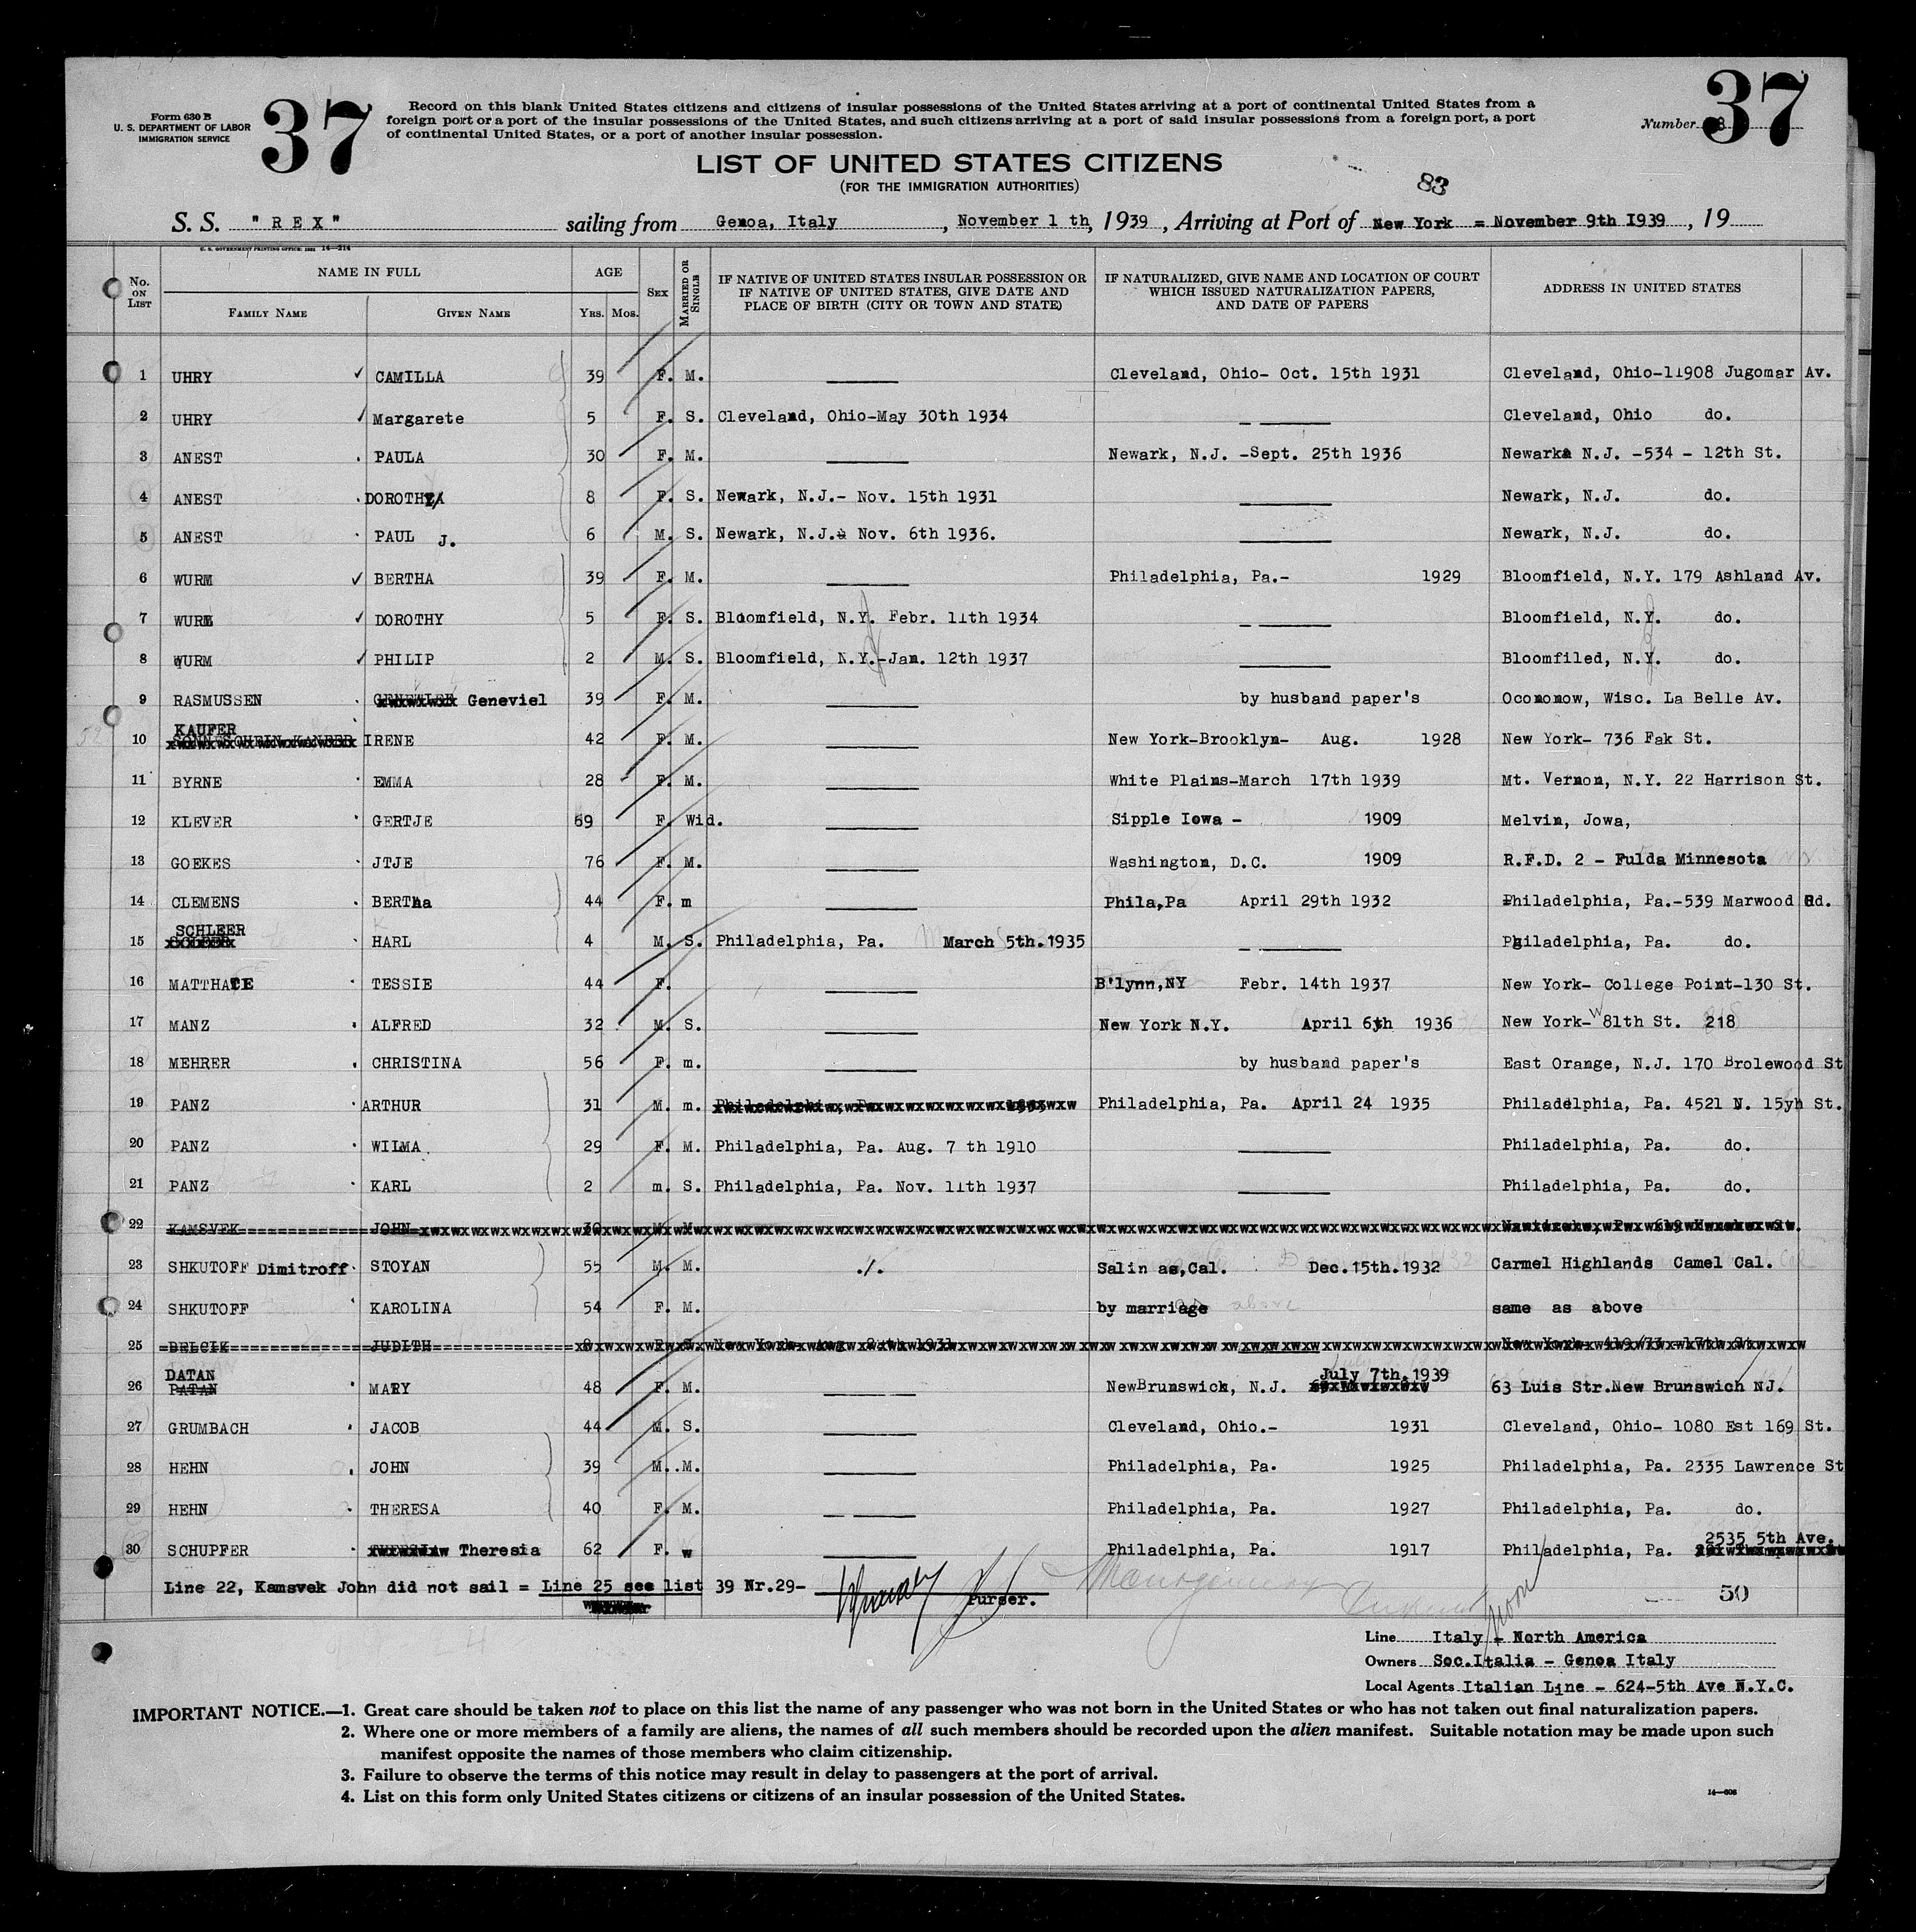 Form 630 B
U. S. DEPARTMENT OF LABOR
IMMIGRATION SERVICE
37
Record on this blank United States citizens and citizens of insular possessions of the United States arriving at a port of continental United States from a
foreign port or a port of the insular possessions of the United States, and such citizens arriving at a port of said insular possessions from a foreign port, a port
of continental United States, or a port of another insular possession.
Number 37
LIST OF UNITED STATES CITIZENS
(FOR THE IMMIGRATION AUTHORITIES)
83
S. S. "REX" sailing from Genoa, Italy, November 1 th, 1939, Arriving at Port of New York = November 9th 1939, 19
U. S. GOVERNMENT PRINTING OFFICE: 1931 14—214
No. ON LIST NAME IN FULL FAMILY NAME GIVEN NAME AGE YRS. MOS. SEX MARRIED OR SINGLE IF NATIVE OF UNITED STATES INSULAR POSSESSION OR IF NATIVE OF UNITED STATES, GIVE DATE AND PLACE OF BIRTH (CITY OR TOWN AND STATE) IF NATURALIZED, GIVE NAME AND LOCATION OF COURT WHICH ISSUED NATURALIZATION PAPERS, AND DATE OF PAPERS ADDRESS IN UNITED STATES
1 UHRY ✓ CAMILLA 39 F. M. Cleveland, Ohio- Oct. 15th 1931 Cleveland, Ohio-11908 Jugomar Av.
2 UHRY ✓ Margarete 5 F. S. Cleveland, Ohio-May 30th 1934 Cleveland, Ohio do.
3 ANEST PAULA 30 F. M. Newark, N.J. -Sept. 25th 1936 Newark N.J. -534 - 12th St.
4 ANEST DOROTHY 8 F. S. Newark, N.J.- Nov. 15th 1931 Newark, N.J. do.
5 ANEST PAUL J. 6 M. S. Newark, N.J. Nov. 6th 1936. Newark, N.J. do.
6 WURM ✓ BERTHA 39 F. M. Philadelphia, Pa.- 1929 Bloomfield, N.Y. 179 Ashland Av.
7 WURM ✓ DOROTHY 5 F. S. Bloomfield, N.Y. Febr. 11th 1934 Bloomfield, N.Y. do.
8 WURM ✓ PHILIP 2 M. S. Bloomfield, N.Y.-Jan. 12th 1937 Bloomfiled, N.Y. do.
9 RASMUSSEN Geneviel 39 F. M. by husband paper's Oconomow, Wisc. La Belle Av.
10 KAUFER IRENE 42 F. M. New York-Brooklyn- Aug. 1928 New York- 736 Fak St.
11 BYRNE EMMA 28 F. M. White Plains-March 17th 1939 Mt. Vernon, N.Y. 22 Harrison St.
12 KLEVER GERTJE 69 F. Wid. Sipple Iowa - 1909 Melvin, Jowa,
13 GOEKES JTJE 76 F. M. Washington, D.C. 1909 R.F.D. 2 - Fulda Minnesota
14 CLEMENS BERTHa 44 F. m Phila,Pa April 29th 1932 Philadelphia, Pa.-539 Marwood Rd.
15 SCHLEER HARL 4 M. S. Philadelphia, Pa. March 5th.1935 Philadelphia, Pa. do.
16 MATTHAEE TESSIE 44 F. B'lynn,NY Febr. 14th 1937 New York- College Point-130 St.
17 MANZ ALFRED 32 M. S. New York N.Y. April 6th 1936 New York-W 81th St. 218
18 MEHRER CHRISTINA 56 F. m. by husband paper's East Orange, N.J. 170 Brolewood St
19 PANZ ARTHUR 31 M. m. Philadelphia, Pa. April 24 1935 Philadelphia, Pa. 4521 N. 15yh St.
20 PANZ WILMA 29 F. M. Philadelphia, Pa. Aug. 7 th 1910 Philadelphia, Pa. do.
21 PANZ KARL 2 m. S. Philadelphia, Pa. Nov. 11th 1937 Philadelphia, Pa. do.
22 KAMSVEK JOHN
23 SHKUTOFF Dimitroff STOYAN 55 M. M. ./. Salin as,Cal. Dec.15th.1932 Carmel Highlands Camel Cal.
24 SHKUTOFF KAROLINA 54 F. M. by marriage same as above
25 BELCIK JUDITH 8 F. S. New York Aug 1931
26 DATAN MARY 48 F. M. NewBrunswick, N.J. July 7th.1939 63 Luis Str.New Brunswich NJ.
27 GRUMBACH JACOB 44 M. S. Cleveland, Ohio.- 1931 Cleveland, Ohio- 1080 Est 169 St.
28 HEHN JOHN 39 M. M. Philadelphia, Pa. 1925 Philadelphia, Pa. 2335 Lawrence St
29 HEHN THERESA 40 F. M. Philadelphia, Pa. 1927 Philadelphia, Pa. do.
30 SCHUPFER Theresia 62 F. w Philadelphia, Pa. 1917 Philadelphia, Pa. 2535 5th Ave.
Line 22, Kamsvek John did not sail = Line 25 see list 39 Nr.29-
Purser.
50
Line Italy - North America
Owners Soc.Italia - Genoa Italy
Local Agents Italian Line - 624-5th Ave N.Y.C.
IMPORTANT NOTICE.—1. Great care should be taken not to place on this list the name of any passenger who was not born in the United States or who has not taken out final naturalization papers.
2. Where one or more members of a family are aliens, the names of all such members should be recorded upon the alien manifest. Suitable notation may be made upon such
manifest opposite the names of those members who claim citizenship.
3. Failure to observe the terms of this notice may result in delay to passengers at the port of arrival.
4. List on this form only United States citizens or citizens of an insular possession of the United States.
14—608